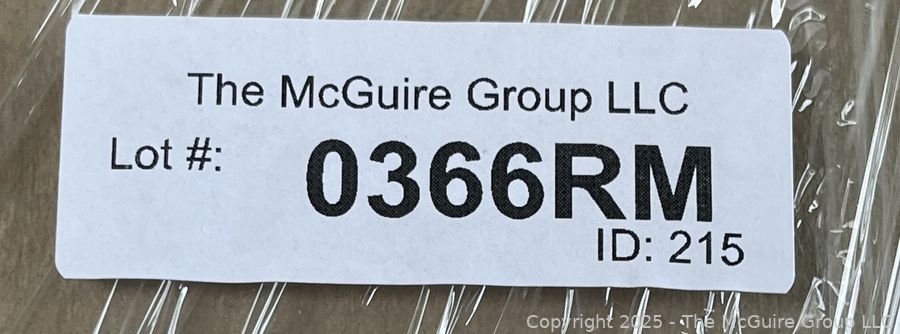 The McGuire Group LLC
Lot #: 0366RM
ID: 215
Copyright 2025 - The McGuire Group LLC